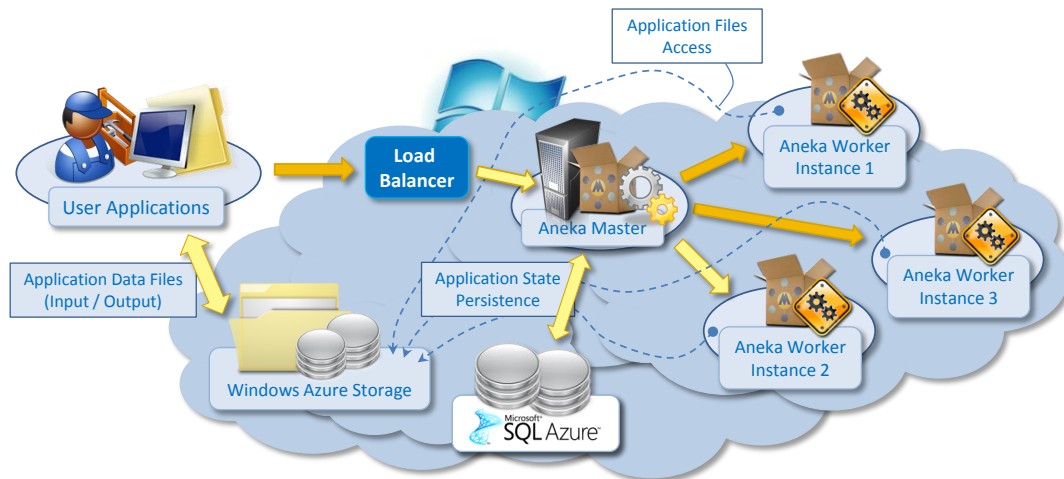 Application Files
Access
Aneka Worker
Instance 1
Load
Balancer
User Applications
Aneka Master
Aneka Worker
Instance 3
Application Data Files
(Input / Output)
Application State
Persistence
Aneka Worker
Instance 2
Windows Azure Storage
Microsoft®
SQL Azure™